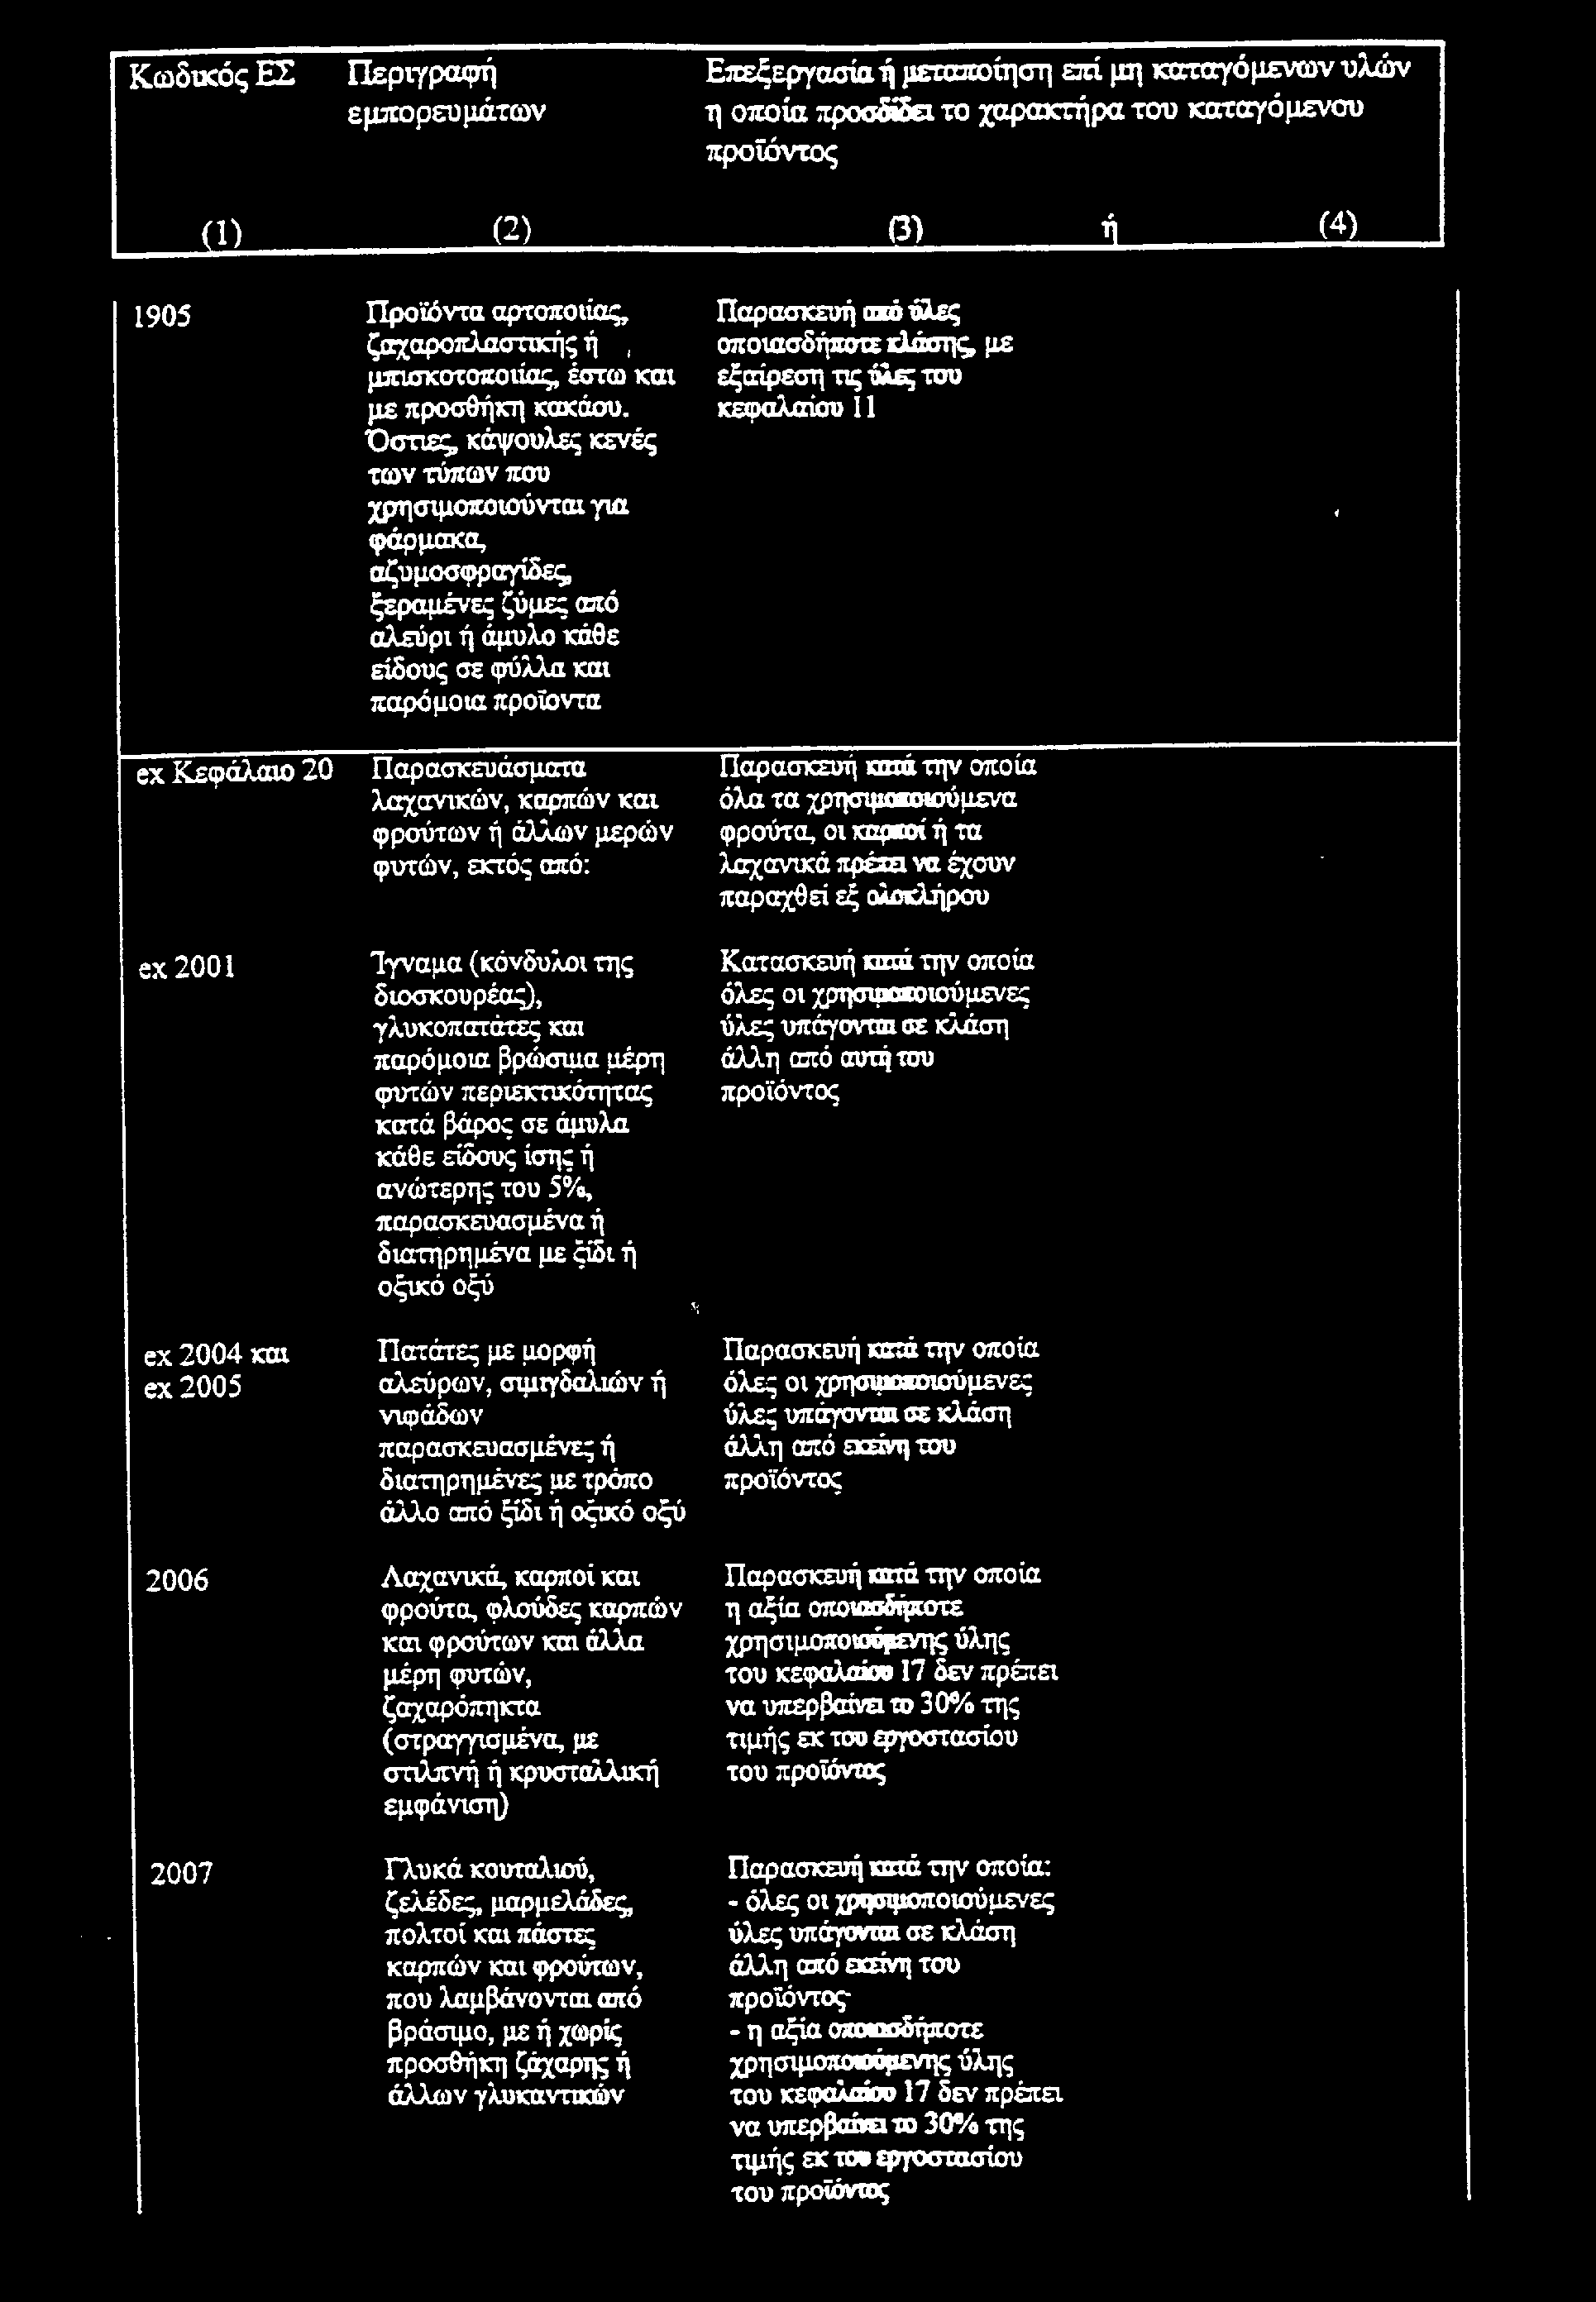 Κωδικός ΕΣ
Περιγραφή
εμπορευμάτων
Επεξεργασία ή μεταποίηση επί μη καταγόμενων υλών
η οποία προσδίδει το χαρακτήρα του καταγόμενου
προϊόντος
(1)
(2)
(3)
ή
(4)
1905
Προϊόντα αρτοποιίας,
ζαχαροπλαστικής ή
μπισκοτοποιίας, έστω και
με προσθήκη κακάου.
Όστιες, κάψουλες κενές
των τύπων που
χρησιμοποιούνται για
φάρμακα,
αζυμοσφραγίδες,
ξεραμένες ζύμες από
αλεύρι ή άμυλο κάθε
είδους σε φύλλα και
παρόμοια προϊοντα
Παρασκευή από ύλες
οποιασδήποτε κλάσης, με
εξαίρεση τις ύλες του
κεφαλαίου 11
ex Κεφάλαιο 20
Παρασκευάσματα
λαχανικών, καρπών και
φρούτων ή άλλων μερών
φυτών, εκτός από:
Παρασκευή κατά την οποία
όλα τα χρησιμοποιούμενα
φρούτα, οι καρποί ή τα
λαχανικά πρέπει να έχουν
παραχθεί εξ ολοκλήρου
ex 2001
Ίγναμα (κόνδυλοι της
διοσκουρέας),
γλυκοπατάτες και
παρόμοια βρώσιμα μέρη
φυτών περιεκτικότητας
κατά βάρος σε άμυλα
κάθε είδους ίσης ή
ανώτερης του 5%,
παρασκευασμένα ή
διατηρημένα με ξίδι ή
οξικό οξύ
Κατασκευή κατά την οποία
όλες οι χρησιμοποιούμενες
ύλες υπάγονται σε κλάση
άλλη από αυτή του
προϊόντος
ex 2004 και
ex 2005
Πατάτες με μορφή
αλεύρων, σιμιγδαλιών ή
νιφάδων
παρασκευασμένες ή
διατηρημένες με τρόπο
άλλο από ξίδι ή οξικό οξύ
Παρασκευή κατά την οποία
όλες οι χρησιμοποιούμενες
ύλες υπάγονται σε κλάση
άλλη από εκείνη του
προϊόντος
2006
Λαχανικά, καρποί και
φρούτα, φλούδες καρπών
και φρούτων και άλλα
μέρη φυτών,
ζαχαρόπηκτα
(στραγγισμένα, με
στιλπνή ή κρυσταλλική
εμφάνιση)
Παρασκευή κατά την οποία
η αξία οποιασδήποτε
χρησιμοποιούμενης ύλης
του κεφαλαίου 17 δεν πρέπει
να υπερβαίνει το 30% της
τιμής εκ του εργοστασίου
του προϊόντος
2007
Γλυκά κουταλιού,
ζελέδες, μαρμελάδες,
πολτοί και πάστες
καρπών και φρούτων,
που λαμβάνονται από
βράσιμο, με ή χωρίς
προσθήκη ζάχαρης ή
άλλων γλυκαντικών
Παρασκευή κατά την οποία:
- όλες οι χρησιμοποιούμενες
ύλες υπάγονται σε κλάση
άλλη από εκείνη του
προϊόντος·
- η αξία οποιασδήποτε
χρησιμοποιούμενης ύλης
του κεφαλαίου 17 δεν πρέπει
να υπερβαίνει το 30% της
τιμής εκ του εργοστασίου
του προϊόντος